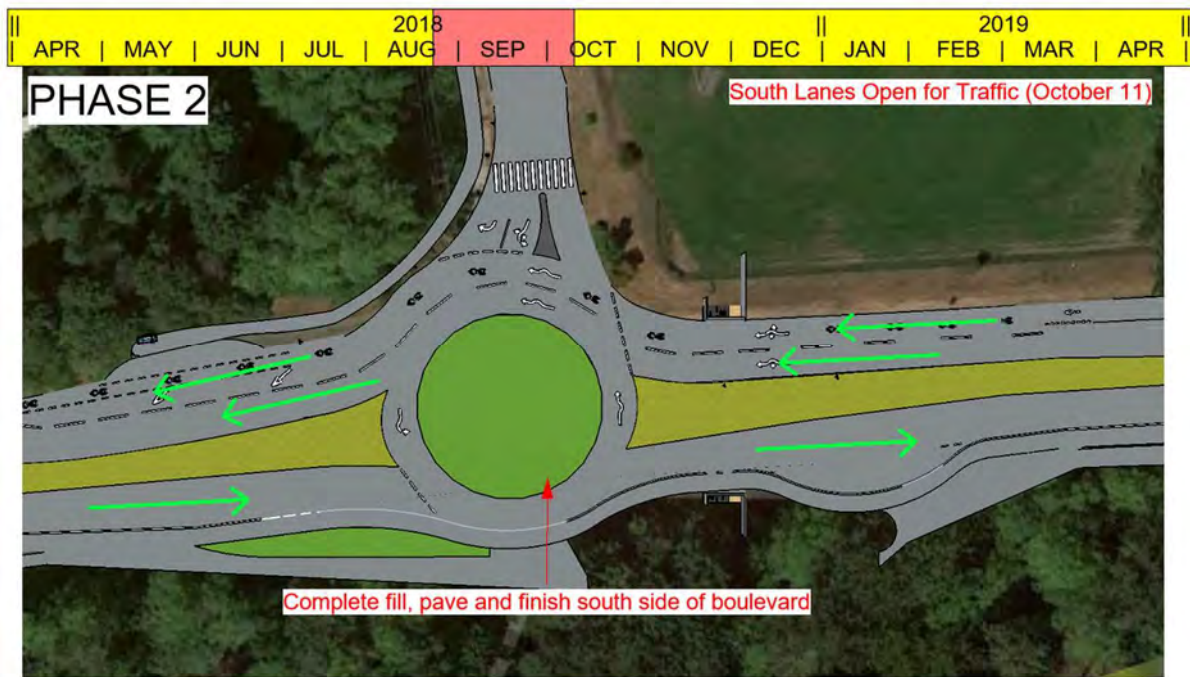 || 2018 || 2019 ||
| APR | MAY | JUN | JUL | AUG | SEP | OCT | NOV | DEC | JAN | FEB | MAR | APR |
PHASE 2
South Lanes Open for Traffic (October 11)
Complete fill, pave and finish south side of boulevard